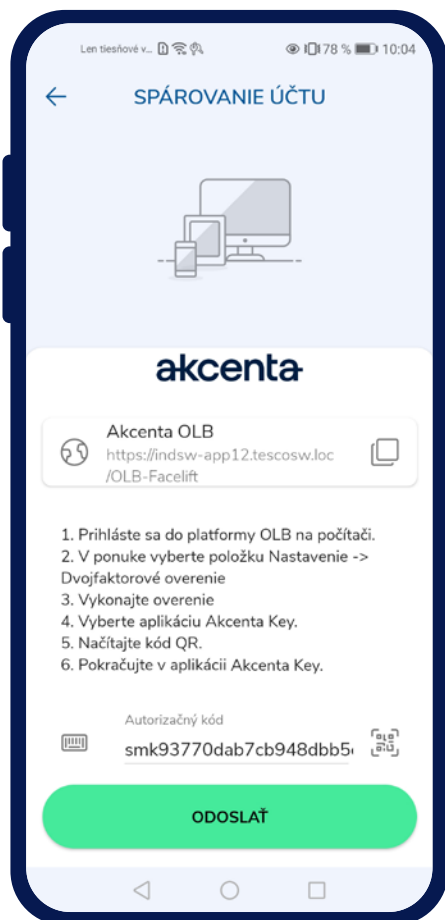 Len tiesňové v... 78 % 10:04
SPÁROVANIE ÚČTU
akcenta
Akcenta OLB
https://indsw-app12.tescosw.loc
/OLB-Facelift
1. Prihláste sa do platformy OLB na počítači.
2. V ponuke vyberte položku Nastavenie ->
Dvojfaktorové overenie
3. Vykonajte overenie
4. Vyberte aplikáciu Akcenta Key.
5. Načítajte kód QR.
6. Pokračujte v aplikácii Akcenta Key.
Autorizačný kód
smk93770dab7cb948dbb5
ODOSLAŤ